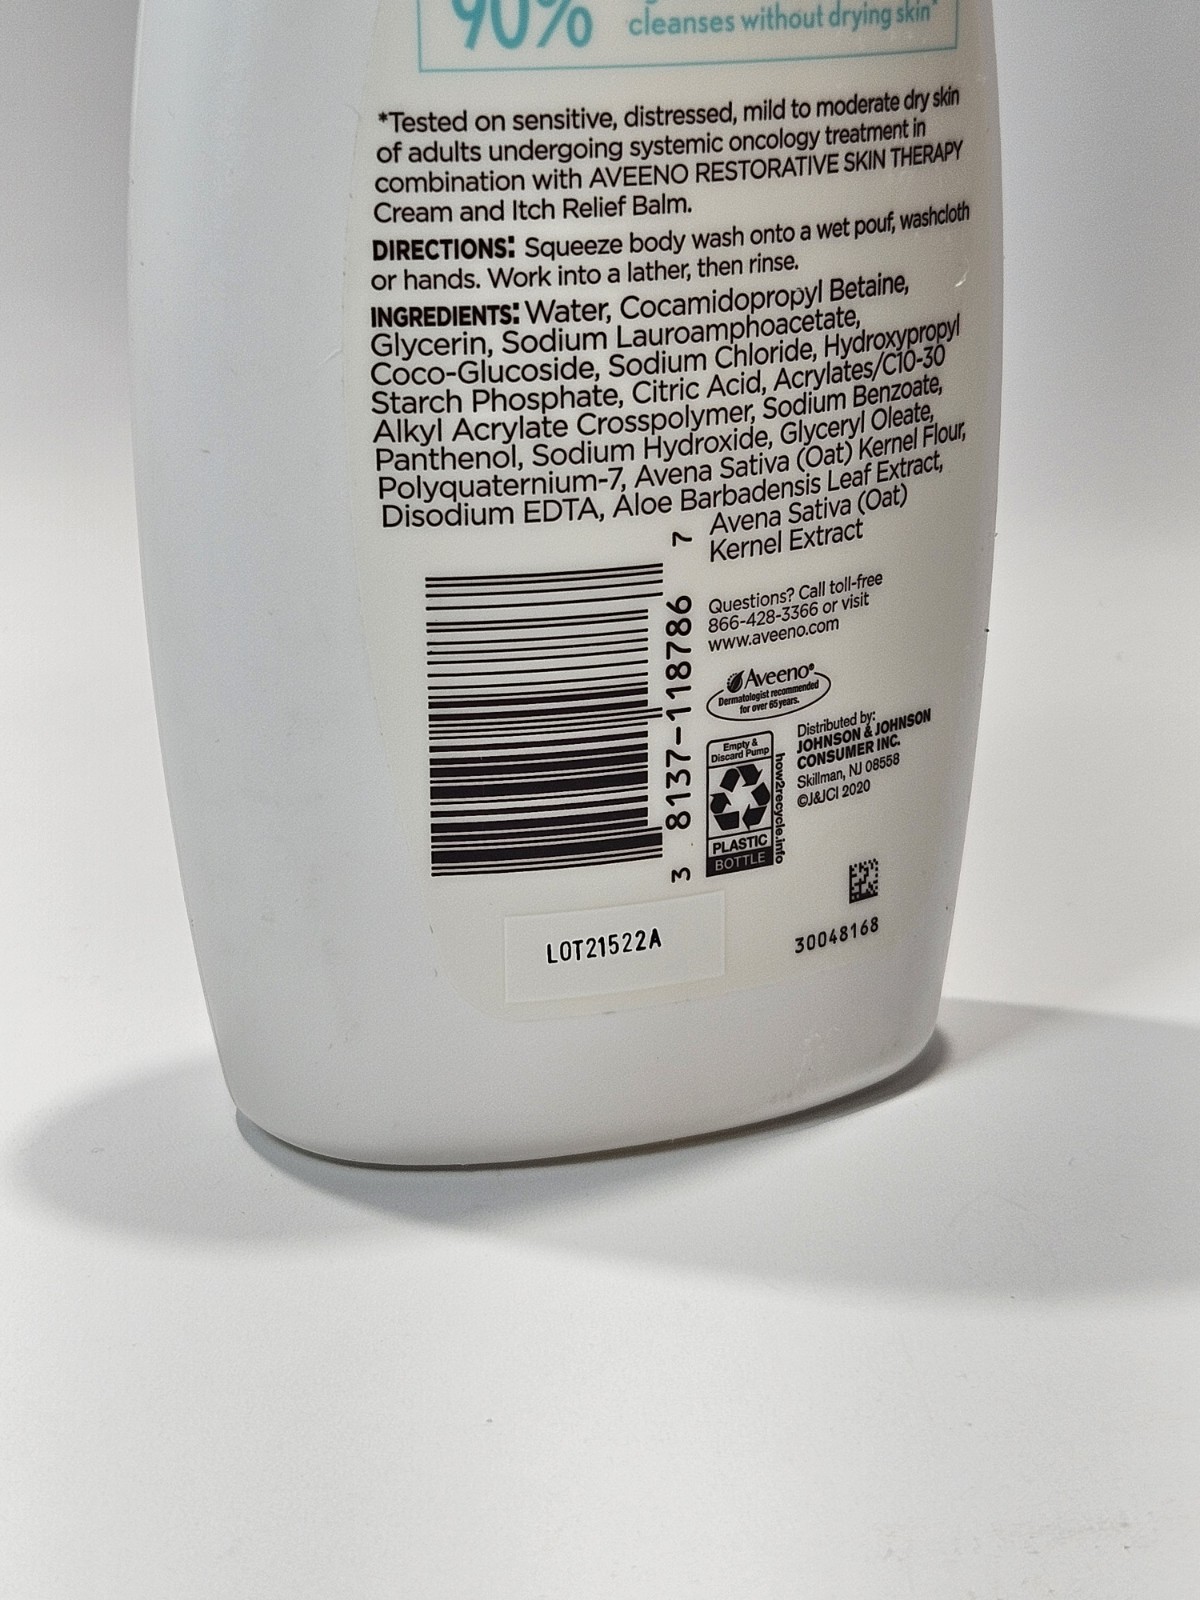 90%
cleanses without drying skin*
*Tested on sensitive, distressed, mild to moderate dry skin
of adults undergoing systemic oncology treatment in
combination with AVEENO RESTORATIVE SKIN THERAPY
Cream and Itch Relief Balm.
DIRECTIONS: Squeeze body wash onto a wet pouf, washcloth
or hands. Work into a lather, then rinse.
INGREDIENTS: Water, Cocamidopropyl Betaine,
Glycerin, Sodium Lauroamphoacetate,
Coco-Glucoside, Sodium Chloride, Hydroxypropyl
Starch Phosphate, Citric Acid, Acrylates/C10-30
Alkyl Acrylate Crosspolymer, Sodium Benzoate,
Panthenol, Sodium Hydroxide, Glyceryl Oleate,
Polyquaternium-7, Avena Sativa (Oat) Kernel Flour,
Disodium EDTA, Aloe Barbadensis Leaf Extract,
Avena Sativa (Oat)
Kernel Extract
3 8137-118786 7
Questions? Call toll-free
866-428-3366 or visit
www.aveeno.com
Aveeno®
Dermatologist recommended
for over 65 years.
Empty &
Discard Pump
PLASTIC
BOTTLE
how2recycle.info
Distributed by:
JOHNSON & JOHNSON
CONSUMER INC.
Skillman, NJ 08558
©J&JCI 2020
LOT21522A
30048168